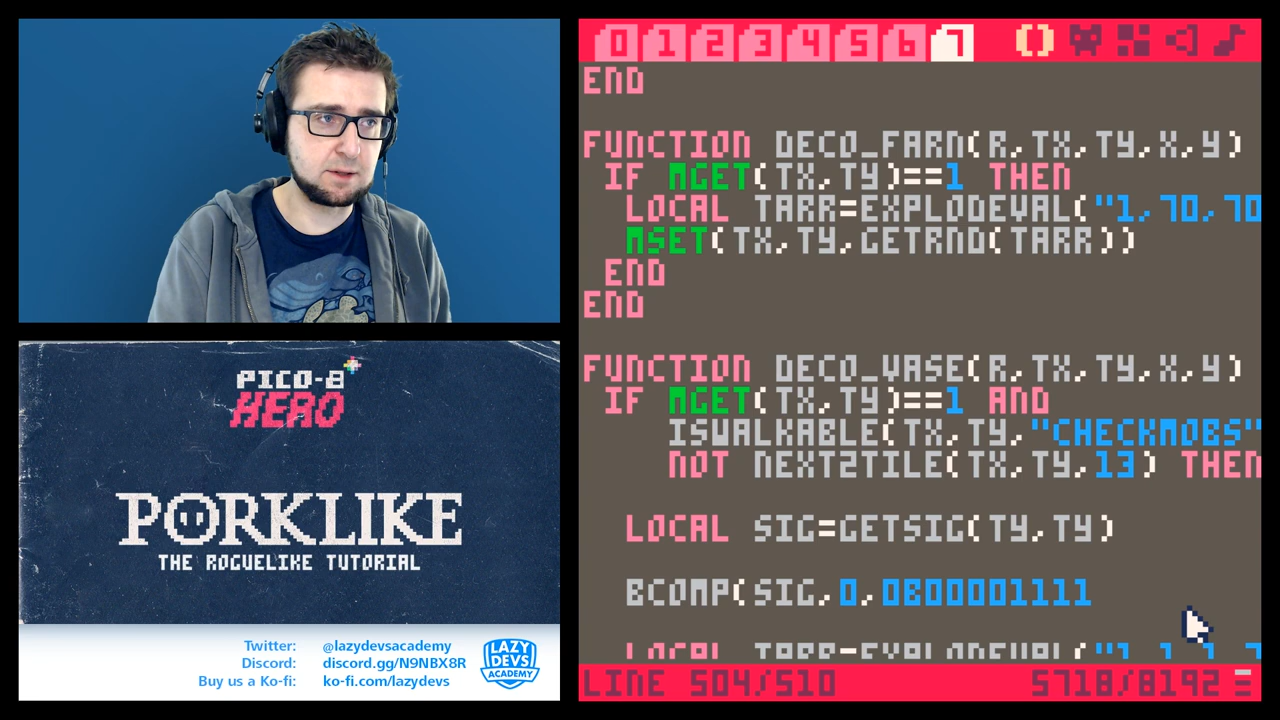 PICO-8
HERO
PORKLIKE
THE ROGUELIKE TUTORIAL
Twitter: @lazydevsacademy
Discord: discord.gg/N9NBX8R
Buy us a Ko-fi: ko-fi.com/lazydevs
LAZY
DEVS
ACADEMY
0 1 2 3 4 5 6 7
END
FUNCTION DECO_FARN(R,TX,TY,X,Y)
IF MGET(TX,TY)==1 THEN
LOCAL TARR=EXPLODEVAL("1,70,70
MSET(TX,TY,GETRND(TARR))
END
END
FUNCTION DECO_VASE(R,TX,TY,X,Y)
IF MGET(TX,TY)==1 AND
ISWALKABLE(TX,TY,"CHECKMOBS"
NOT NEXT2TILE(TX,TY,13) THEN
LOCAL SIG=GETSIG(TY,TY)
BCOMP(SIG,0,0B00001111
LINE 504/510 5718/8192